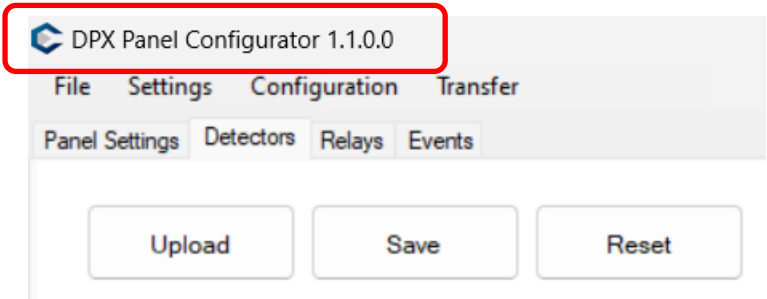 DPX Panel Configurator 1.1.0.0
File Settings Configuration Transfer
Panel Settings Detectors Relays Events
Upload Save Reset